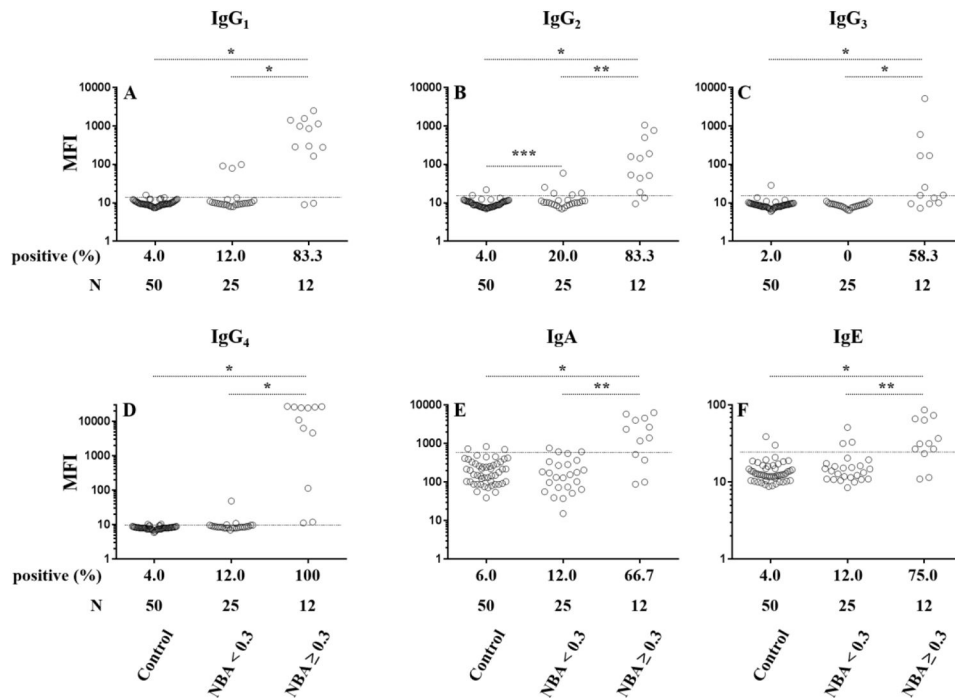 IgG₁ IgG₂ IgG₃
* * *
* ** *
A B C
***
MFI
10000 10000 10000
1000 1000 1000
100 100 100
10 10 10
1 1 1
positive (%) 4.0 12.0 83.3 4.0 20.0 83.3 2.0 0 58.3
N 50 25 12 50 25 12 50 25 12
IgG₄ IgA IgE
* * *
* ** **
D E F
MFI
10000 10000 100
1000 1000
100 100 10
10 10
1 1 1
positive (%) 4.0 12.0 100 6.0 12.0 66.7 4.0 12.0 75.0
N 50 25 12 50 25 12 50 25 12
Control NBA < 0.3 NBA ≥ 0.3 Control NBA < 0.3 NBA ≥ 0.3 Control NBA < 0.3 NBA ≥ 0.3